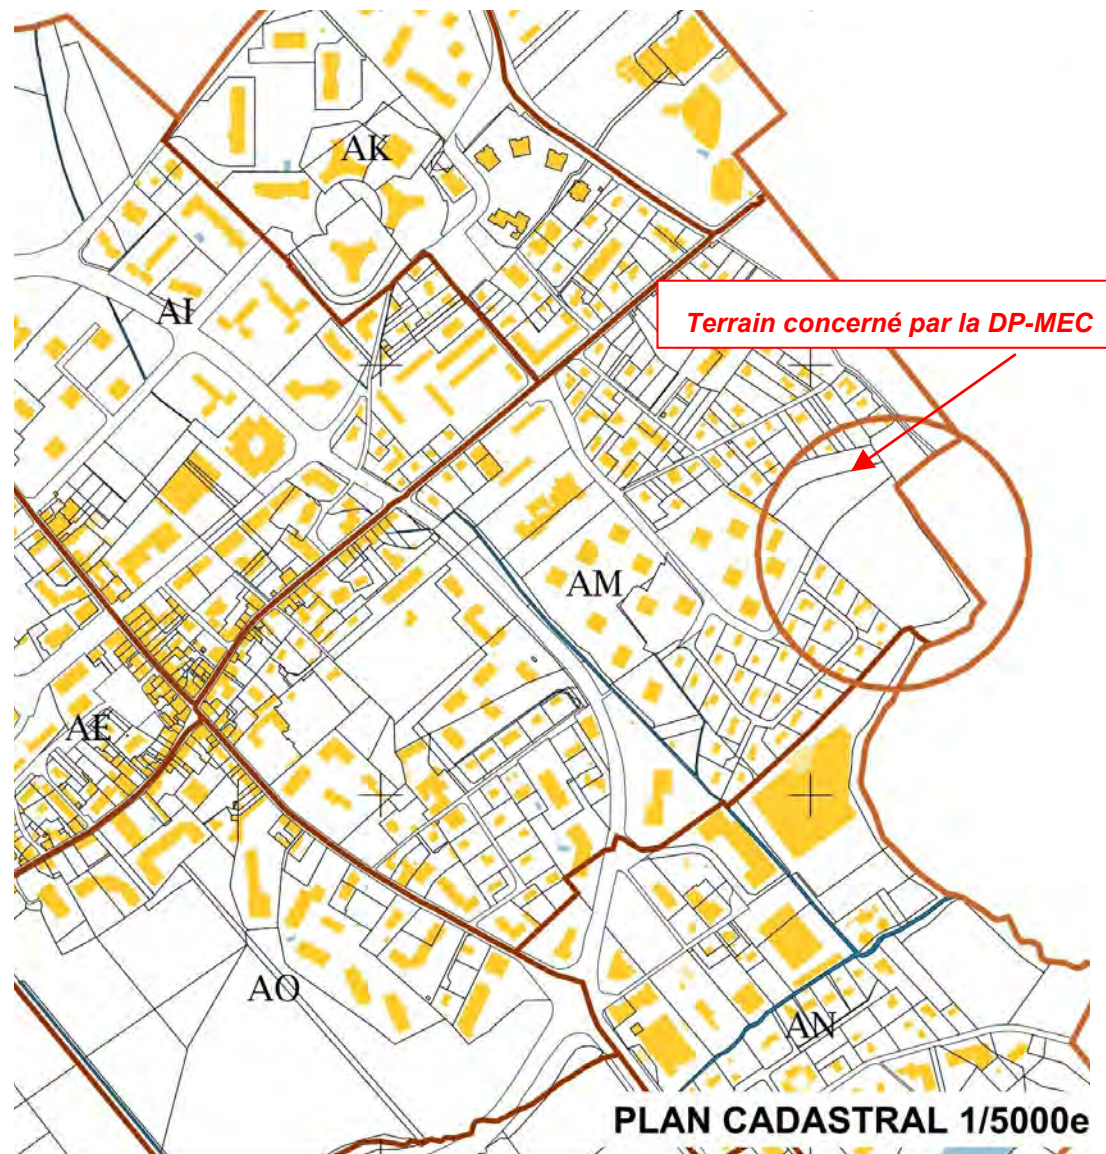 AK
AI
Terrain concerné par la DP-MEC
AM
AE
AO
AN
PLAN CADASTRAL 1/5000e